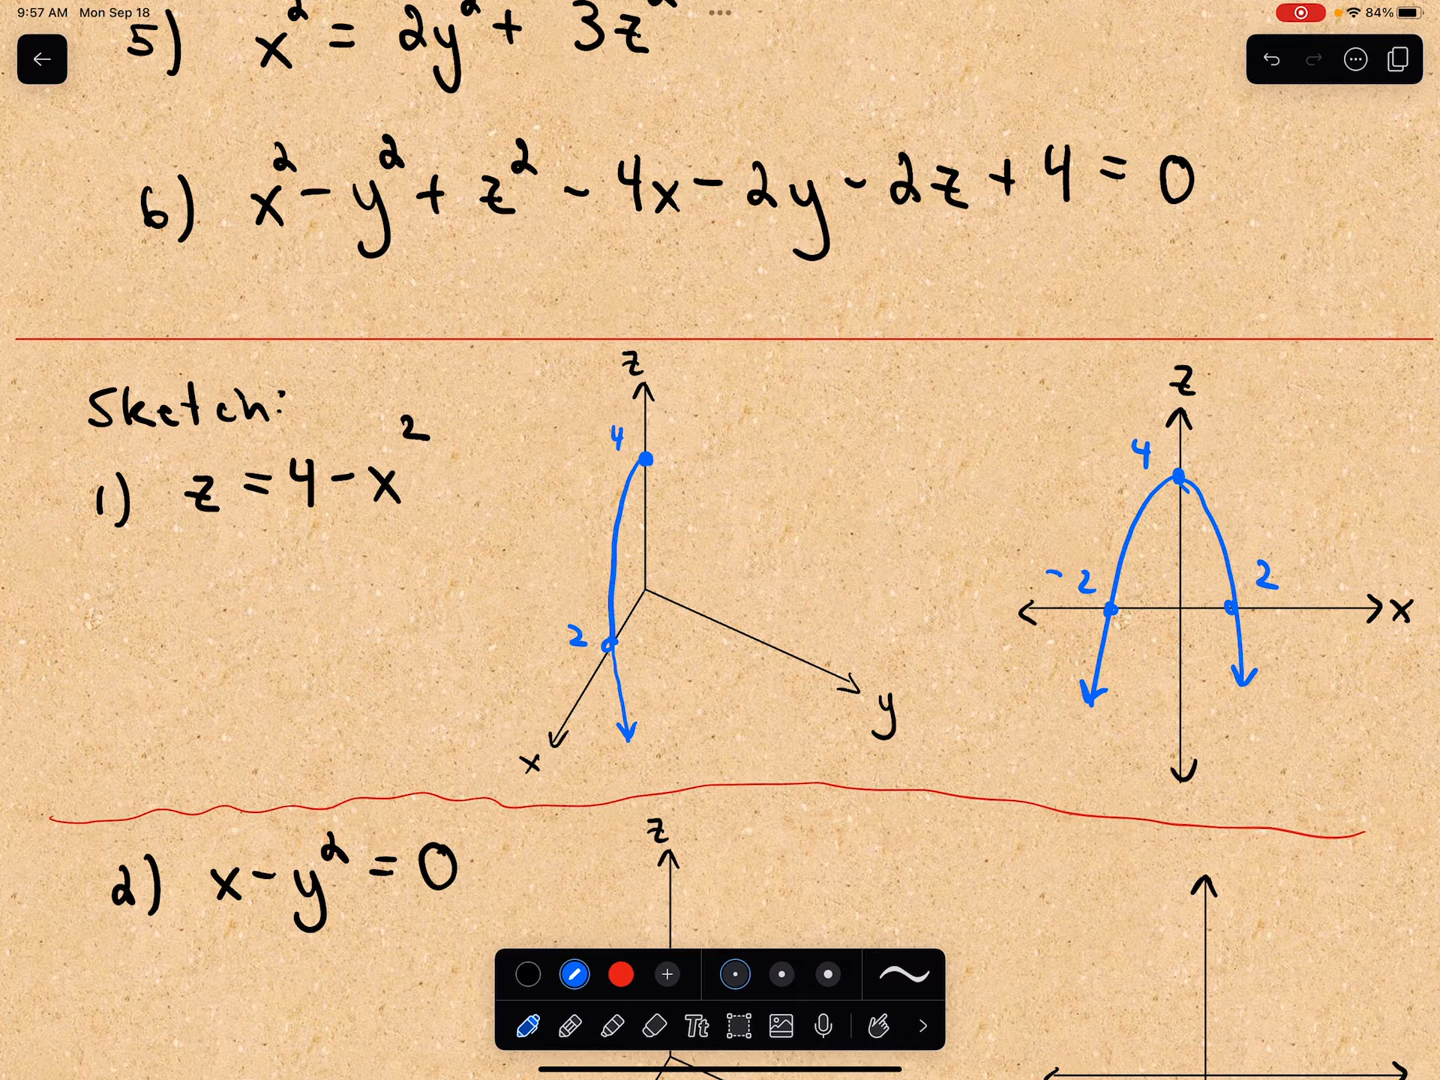 9:57 AM Mon Sep 18
84%
5) x² = 2y² + 3z²
6) x² - y² + z² - 4x - 2y - 2z + 4 = 0
Sketch:
1) z = 4 - x²
z
4
2
x
y
z
4
-2
2
x
2) x - y² = 0
z
Tt